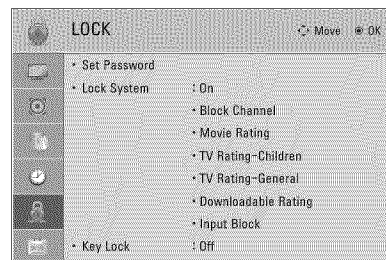 LOCK Move OK
• Set Password
• Lock System : On
• Block Channel
• Movie Rating
• TV Rating-Children
• TV Rating-General
• Downloadable Rating
• Input Block
• Key Lock : Off